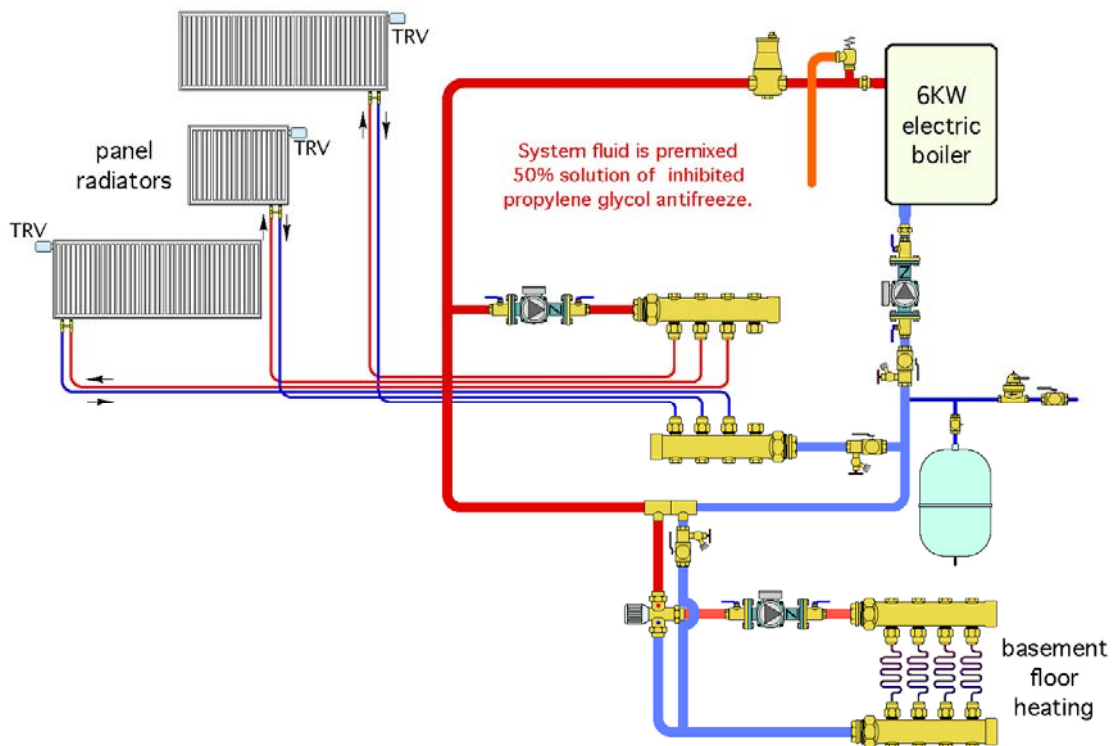 TRV
panel
radiators
TRV
TRV
6KW
electric
boiler
System fluid is premixed
50% solution of inhibited
propylene glycol antifreeze.
basement
floor
heating